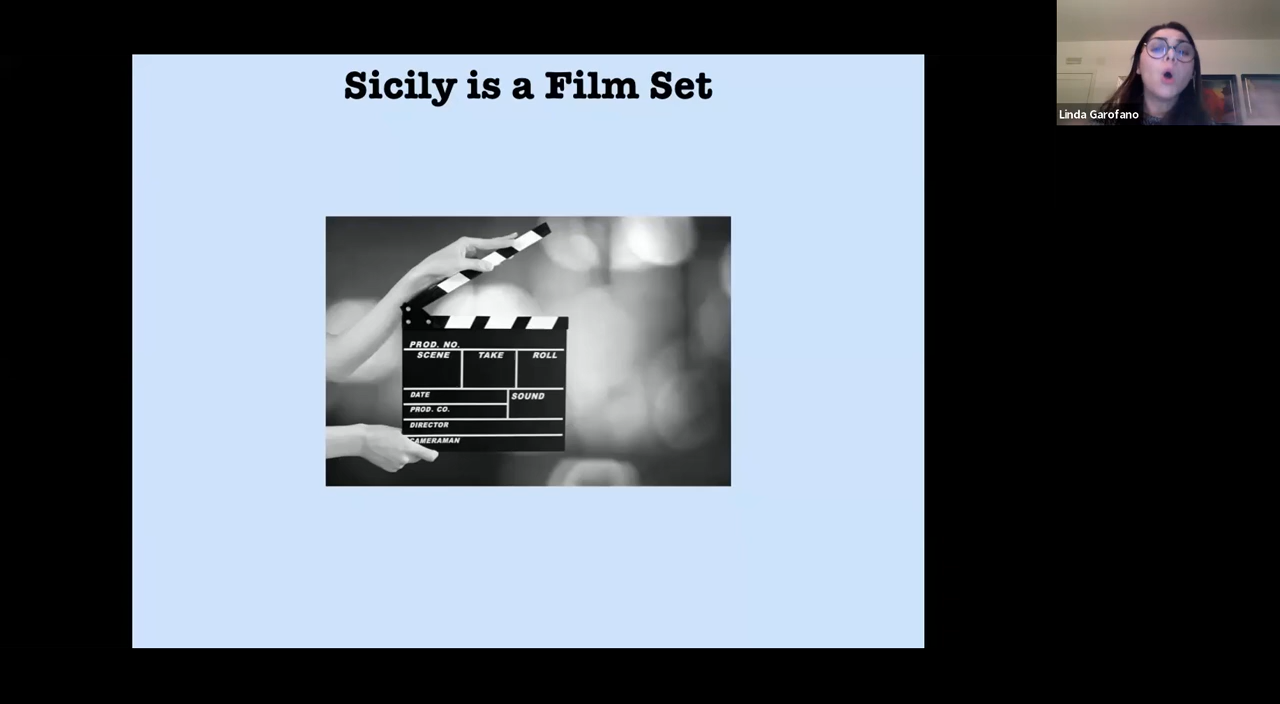 Sicily is a Film Set
Linda Garofano
PROD. NO.
SCENE TAKE ROLL
DATE
SOUND
PROD. CO.
DIRECTOR
CAMERAMAN